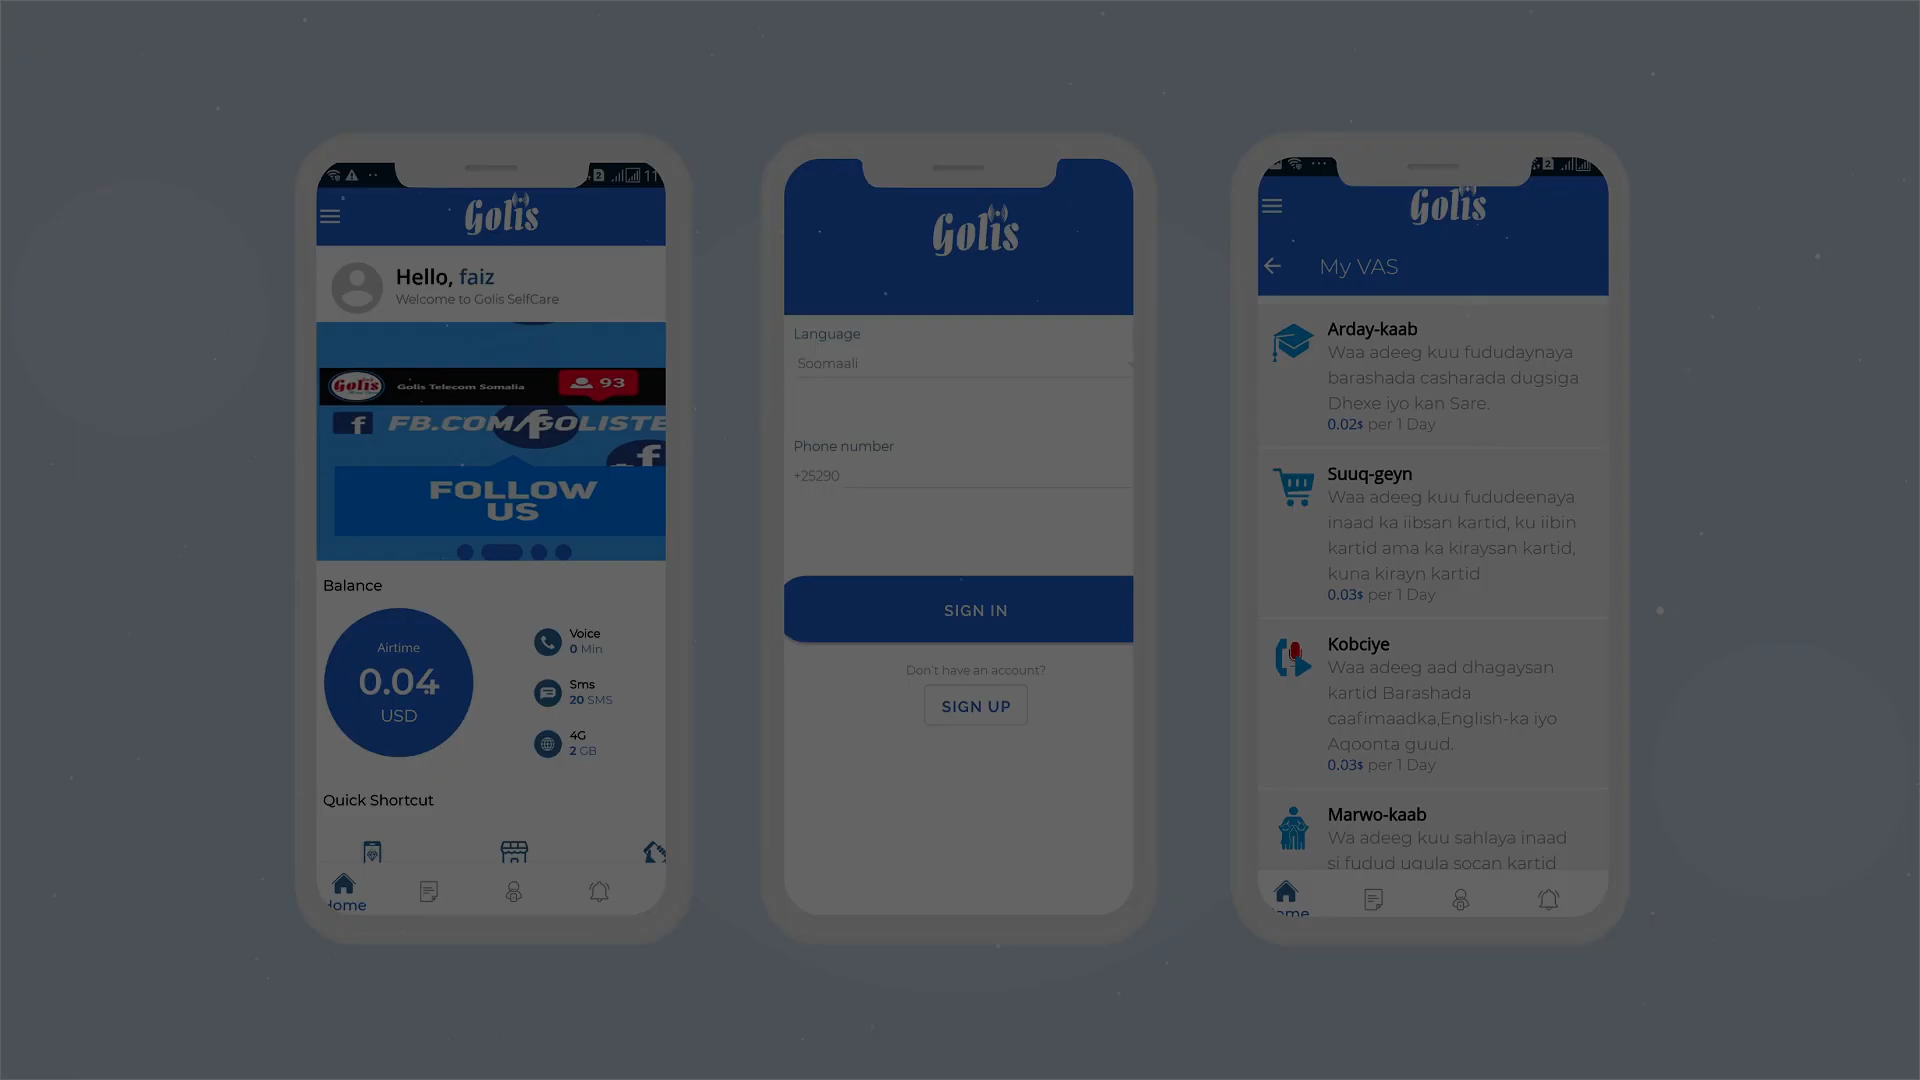 Golis
Hello, faiz
Welcome to Golis SelfCare
Golis
Golis Telecom Somalia
93
FB.COM/GOLISTE
FOLLOW
US
Balance
Airtime
0.04
USD
Voice
0 Min
Sms
20 SMS
4G
2 GB
Quick Shortcut
Home
Golis
Language
Soomaali
Phone number
+25290
SIGN IN
Don't have an account?
SIGN UP
2
Golis
My VAS
Arday-kaab
Waa adeeg kuu fududaynaya
barashada casharada dugsiga
Dhexe iyo kan Sare.
0.02$ per 1 Day
Suuq-geyn
Waa adeeg kuu fududeenaya
inaad ka iibsan kartid, ku iibin
kartid ama ka kiraysan kartid,
kuna kirayn kartid
0.03$ per 1 Day
Kobciye
Waa adeeg aad dhagaysan
kartid Barashada
caafimaadka,English-ka iyo
Aqoonta guud.
0.03$ per 1 Day
Marwo-kaab
Wa adeeg kuu sahlaya inaad
si fudud ugula socan kartid